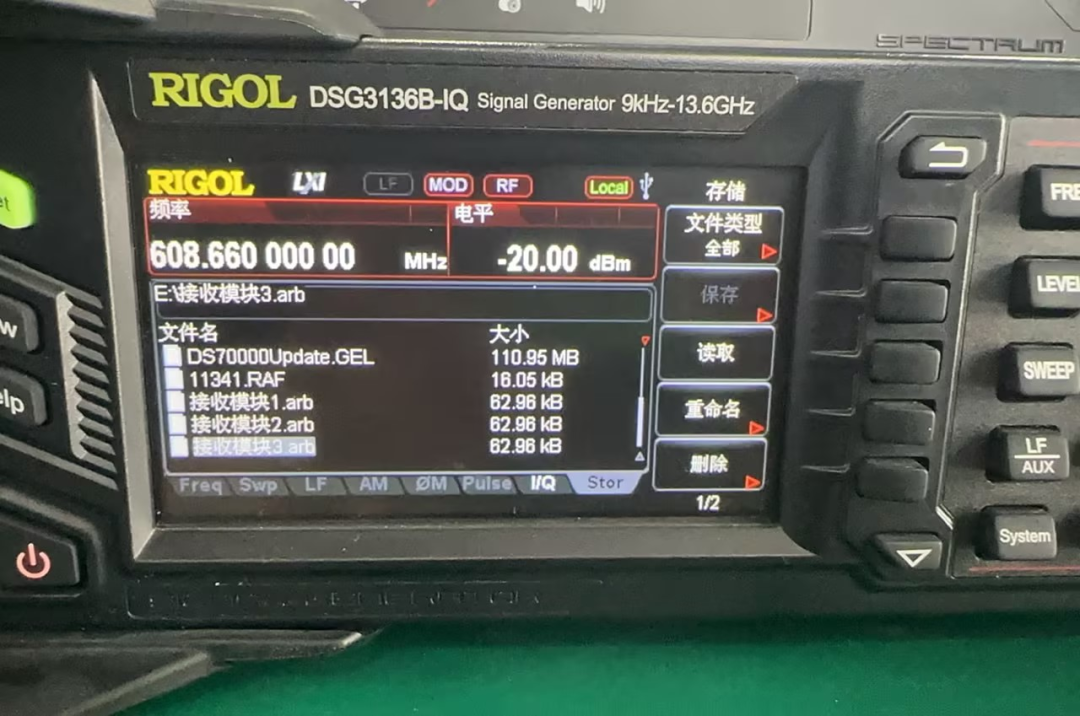 SPECTRUM
RIGOL DSG3136B-IQ Signal Generator 9kHz-13.6GHz
RIGOL LXI LF MOD RF Local 存储
频率 电平
608.660 000 00 MHz -20.00 dBm
文件类型
全部
E:\接收模块3.arb
保存
文件名 大小
DS70000Update.GEL 110.95 MB
11341.RAF 16.05 kB
接收模块1.arb 62.96 kB
接收模块2.arb 62.96 kB
接收模块3.arb 62.96 kB
读取
重命名
删除
Freq Swp LF AM ØM Pulse I/Q Stor
1/2
et
w
elp
FRE
LEVEL
SWEEP
LF
AUX
System